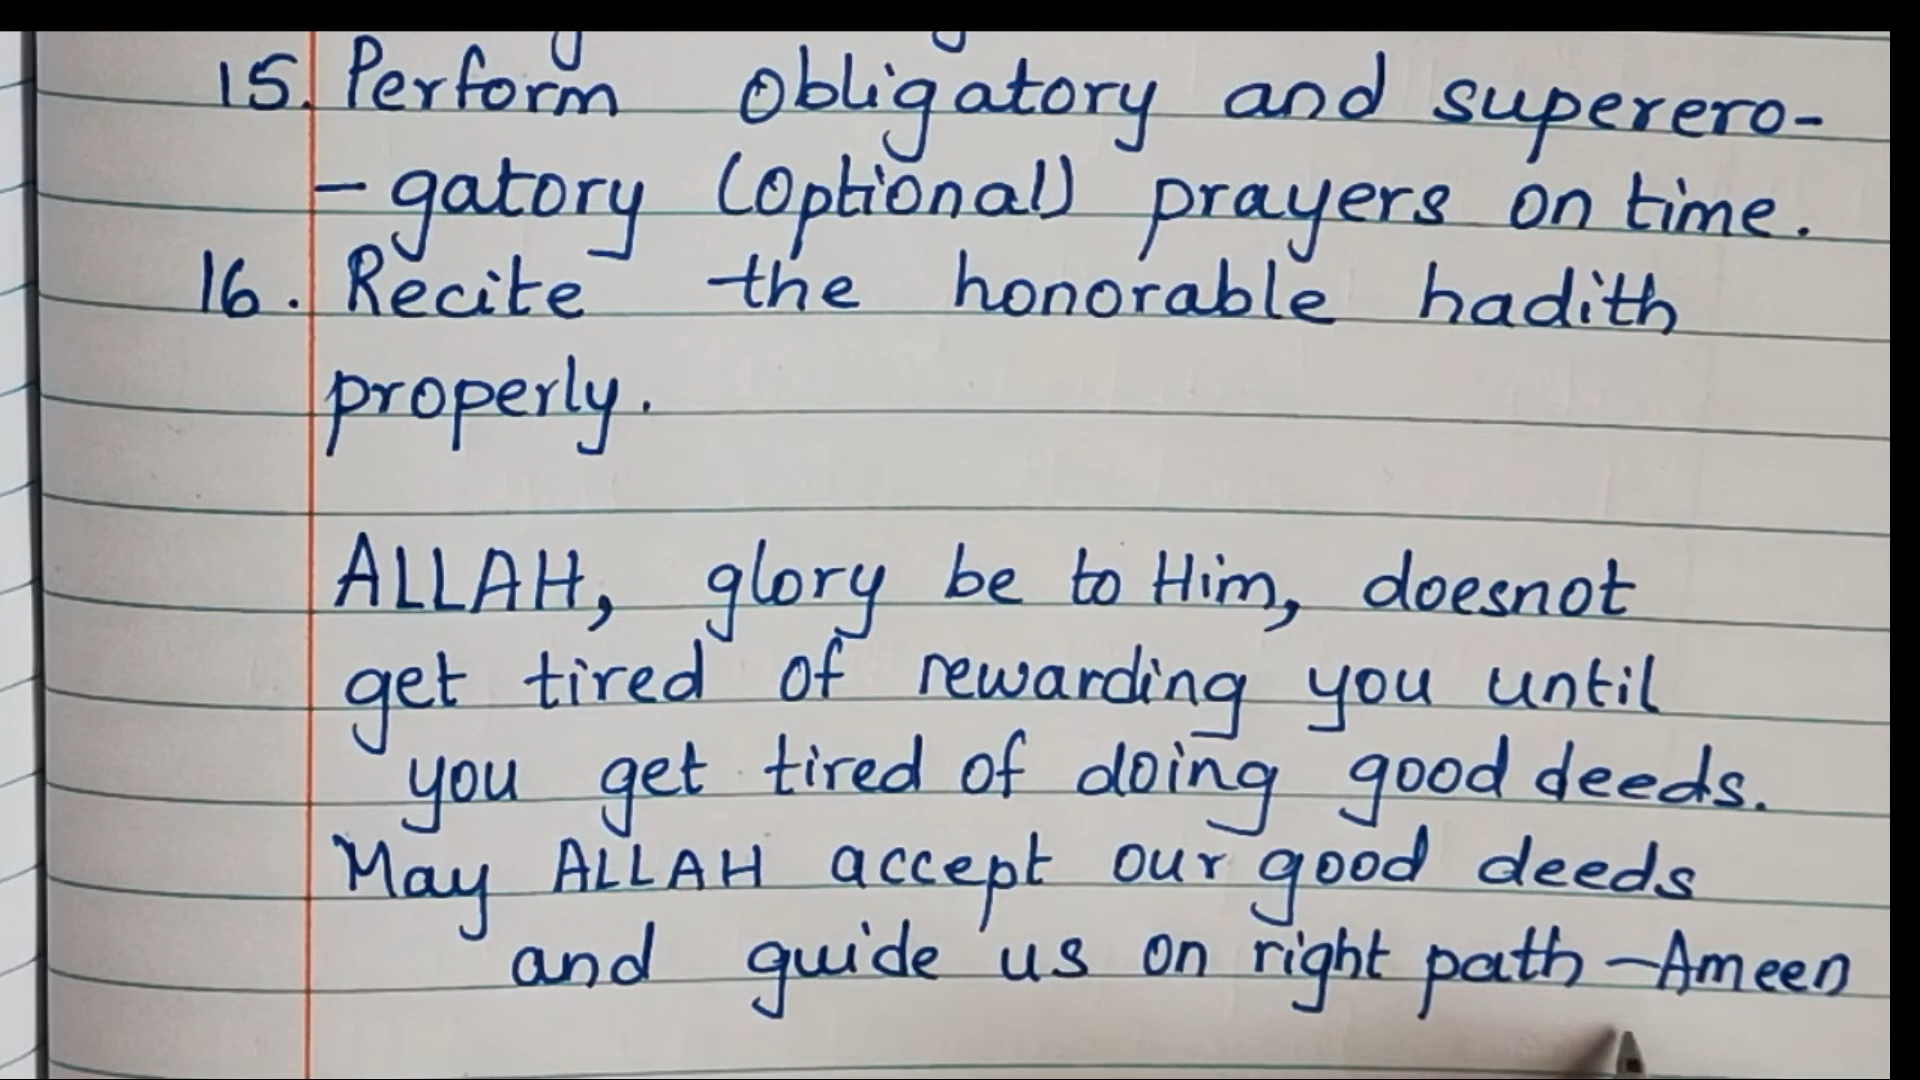 15. Perform obligatory and superero-
-gatory (optional) prayers on time.
16. Recite the honorable hadith
properly.
ALLAH, glory be to Him, doesnot
get tired of rewarding you until
you get tired of doing good deeds.
May ALLAH accept our good deeds
and guide us on right path -Ameen